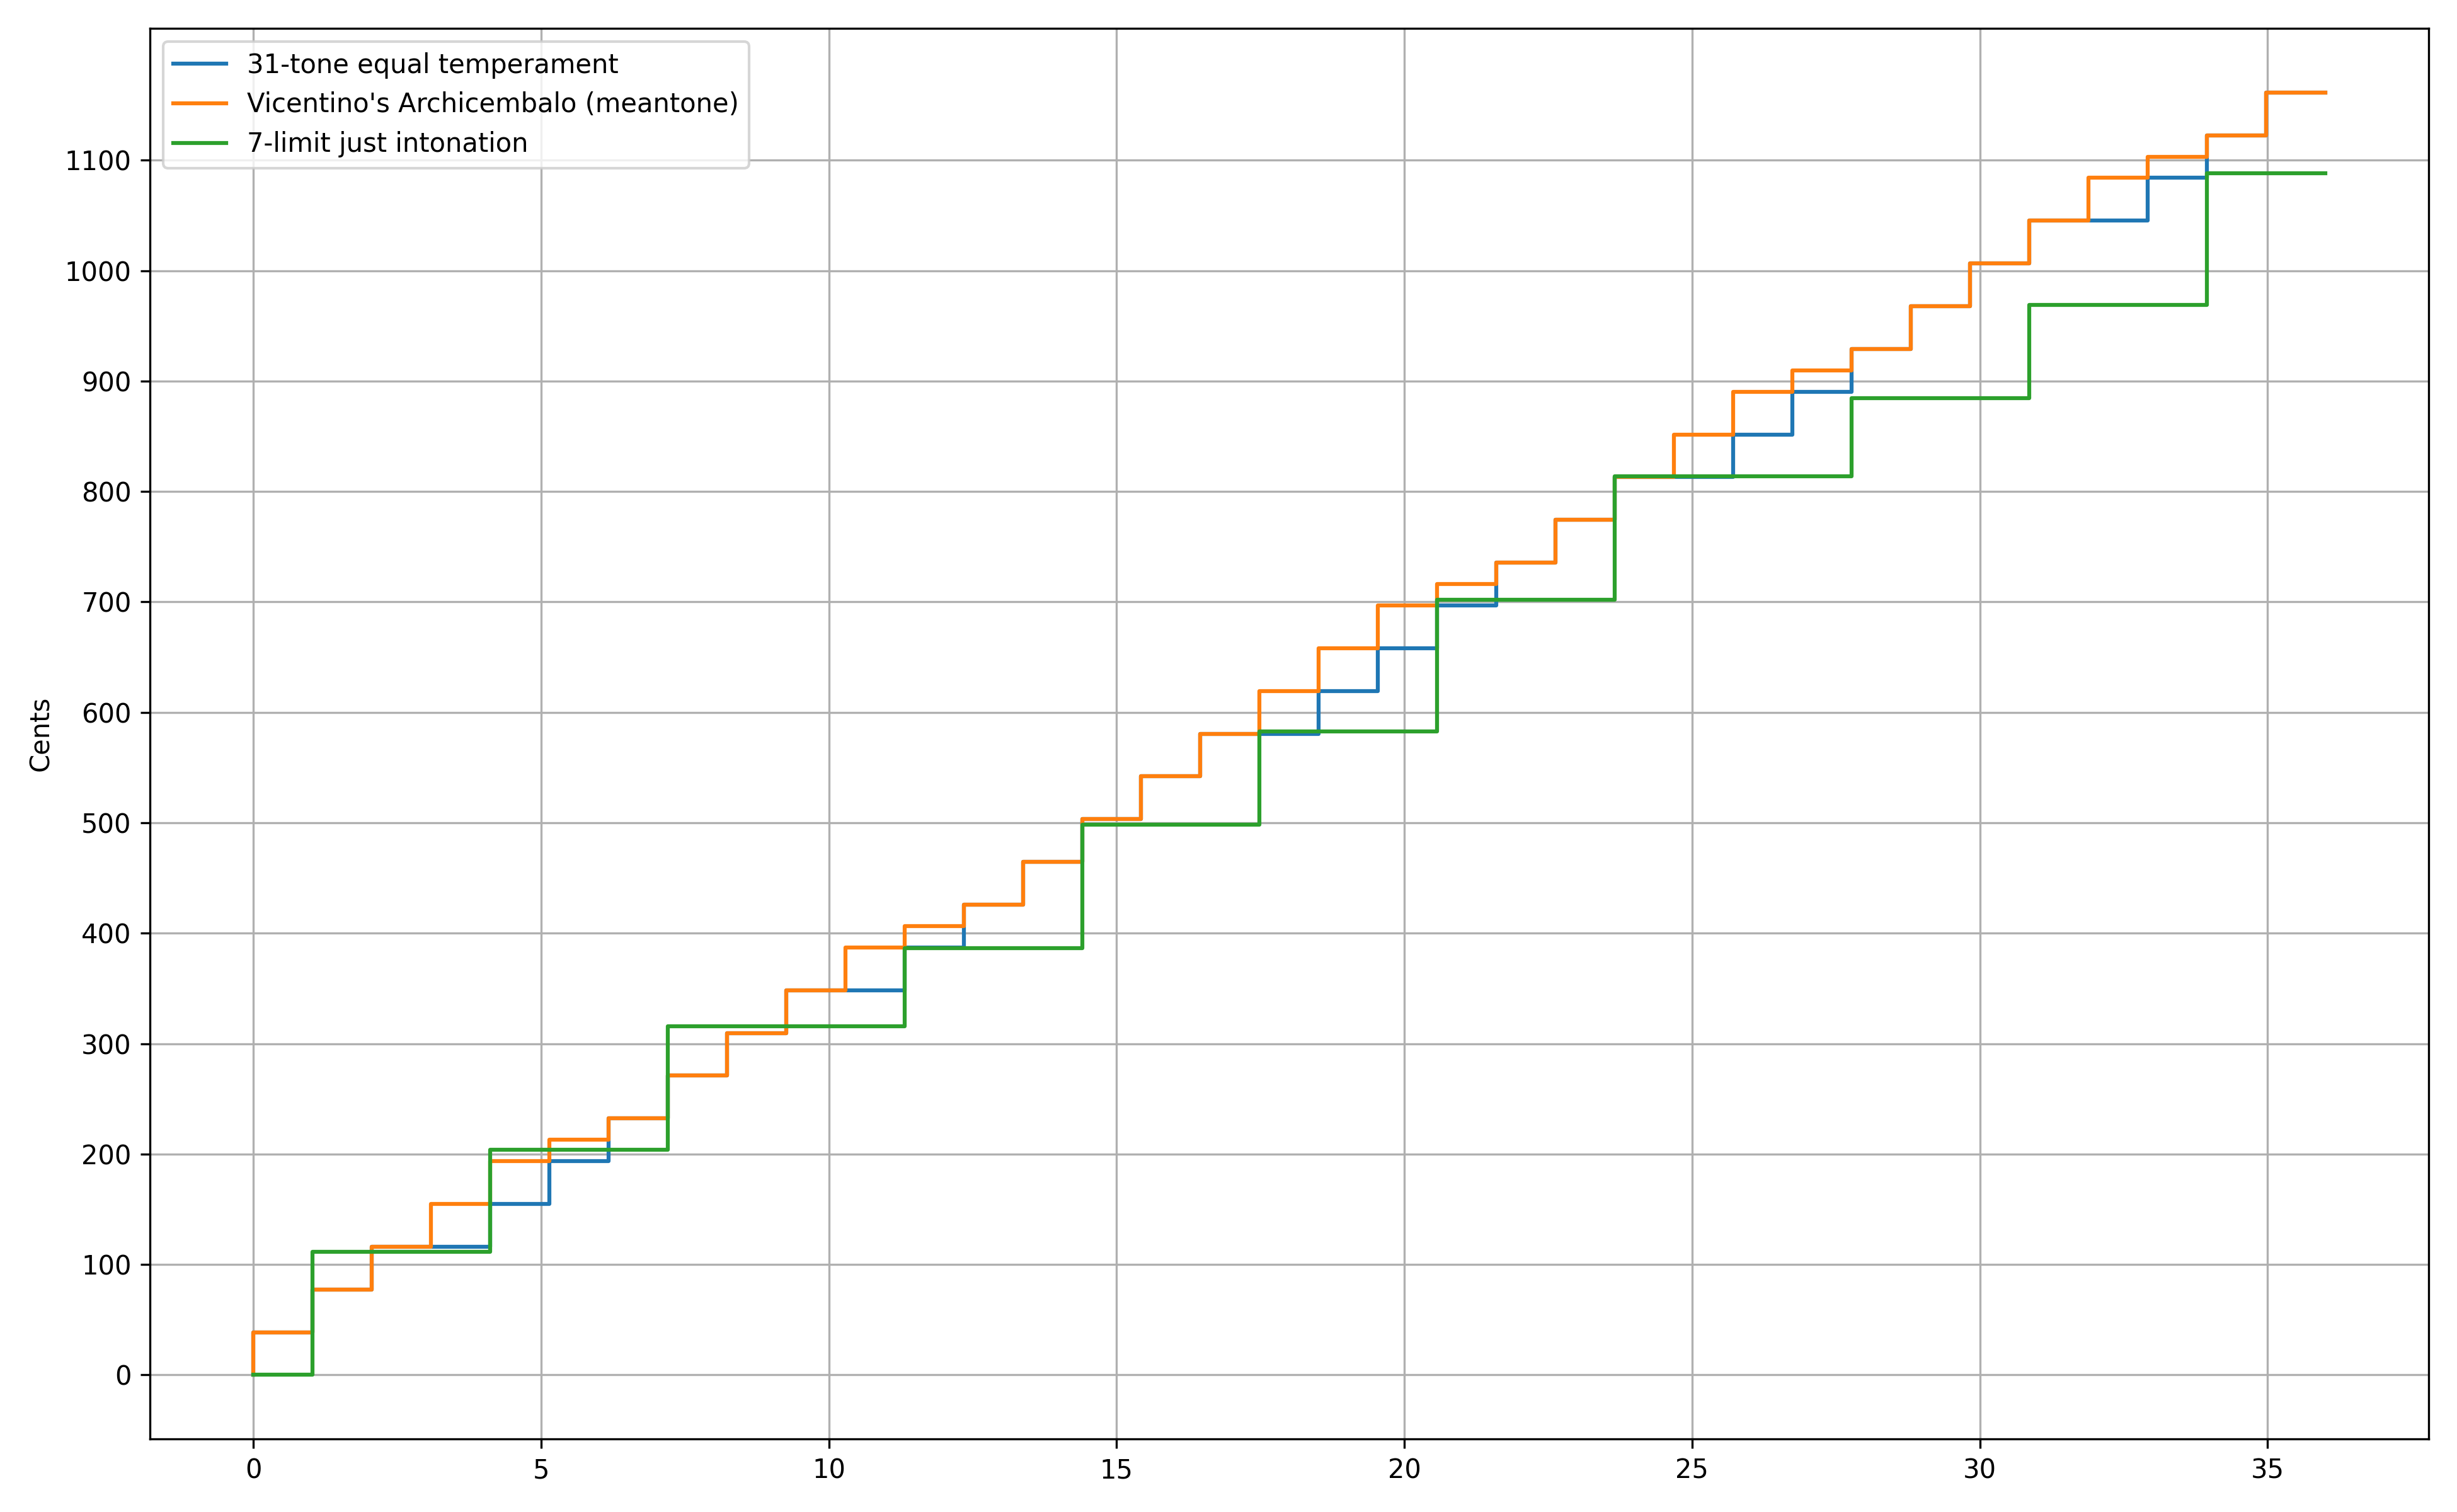 31-tone equal temperament
Vicentino's Archicembalo (meantone)
7-limit just intonation
1100
1000
900
800
700
600
500
400
300
200
100
0
Cents
0 5 10 15 20 25 30 35